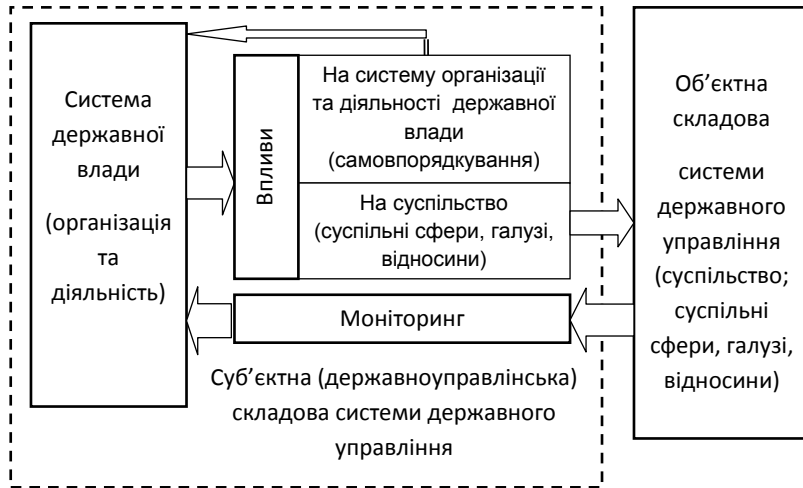 Система
державної
влади
(організація
та
діяльність)
Впливи
На систему організації
та діяльності державної
влади
(самовпорядкування)
На суспільство
(суспільні сфери, галузі,
відносини)
Моніторинг
Суб’єктна (державноуправлінська)
складова системи державного
управління
Об’єктна
складова
системи
державного
управління
(суспільство;
суспільні
сфери, галузі,
відносини)